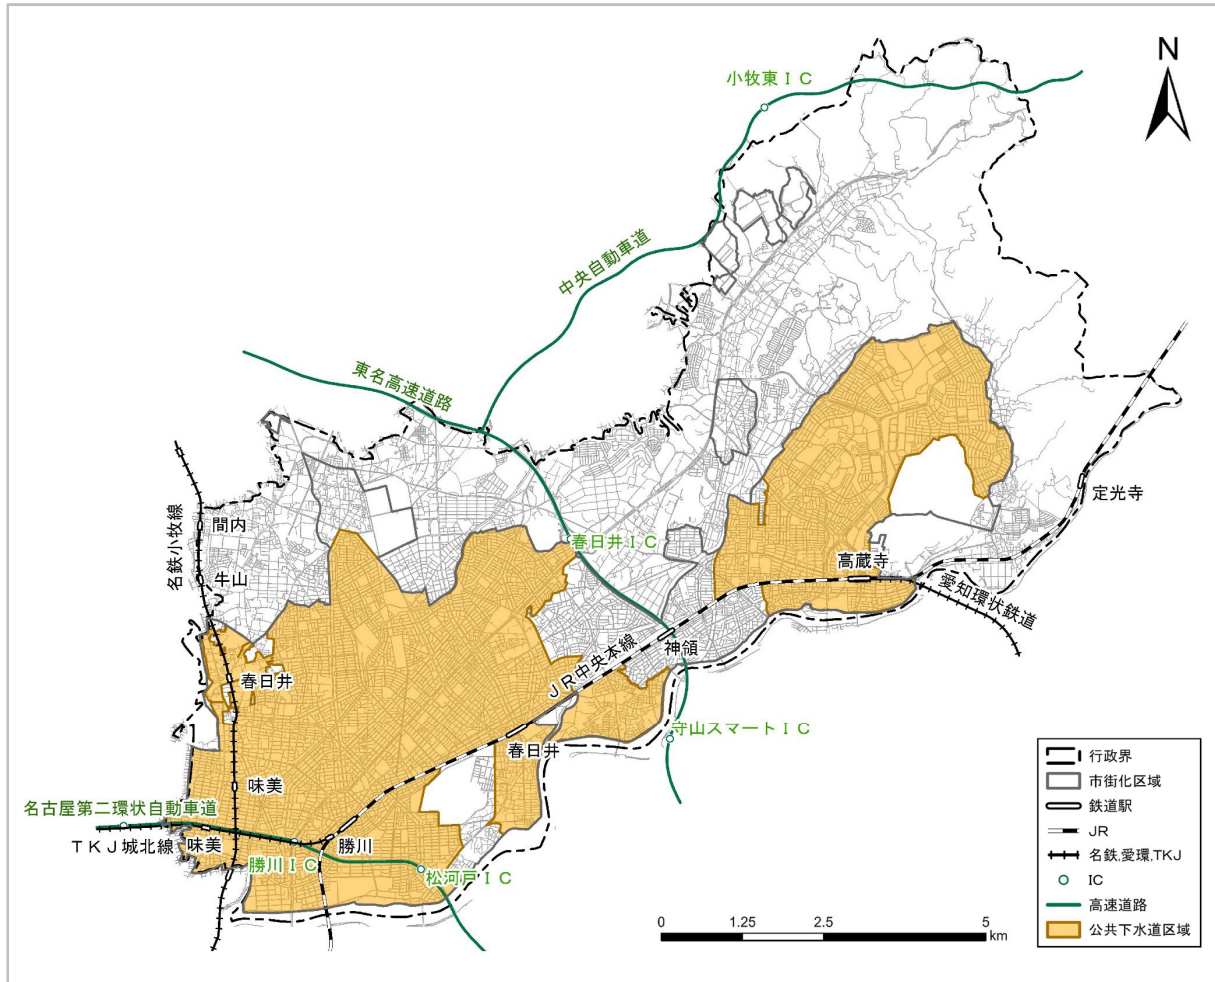 N
小牧東ＩＣ
中央自動車道
東名高速道路
名鉄小牧線
間内
牛山
春日井ＩＣ
定光寺
高蔵寺
愛知環状鉄道
神領
ＪＲ中央本線
春日井
守山スマートＩＣ
春日井
味美
名古屋第二環状自動車道
ＴＫＪ城北線
味美
勝川
勝川ＩＣ
松河戸ＩＣ
行政界
市街化区域
鉄道駅
JR
名鉄,愛環,TKJ
IC
高速道路
公共下水道区域
0 1.25 2.5 5
km